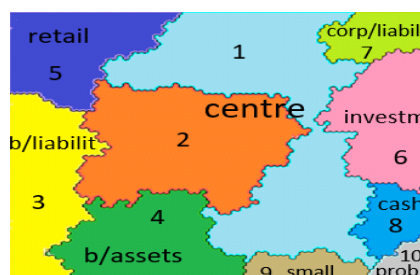 retail
5
1
corp/liabil
7
centre
2
investm
6
b/liabilit
3
4
b/assets
cash
8
9 small
10
prob